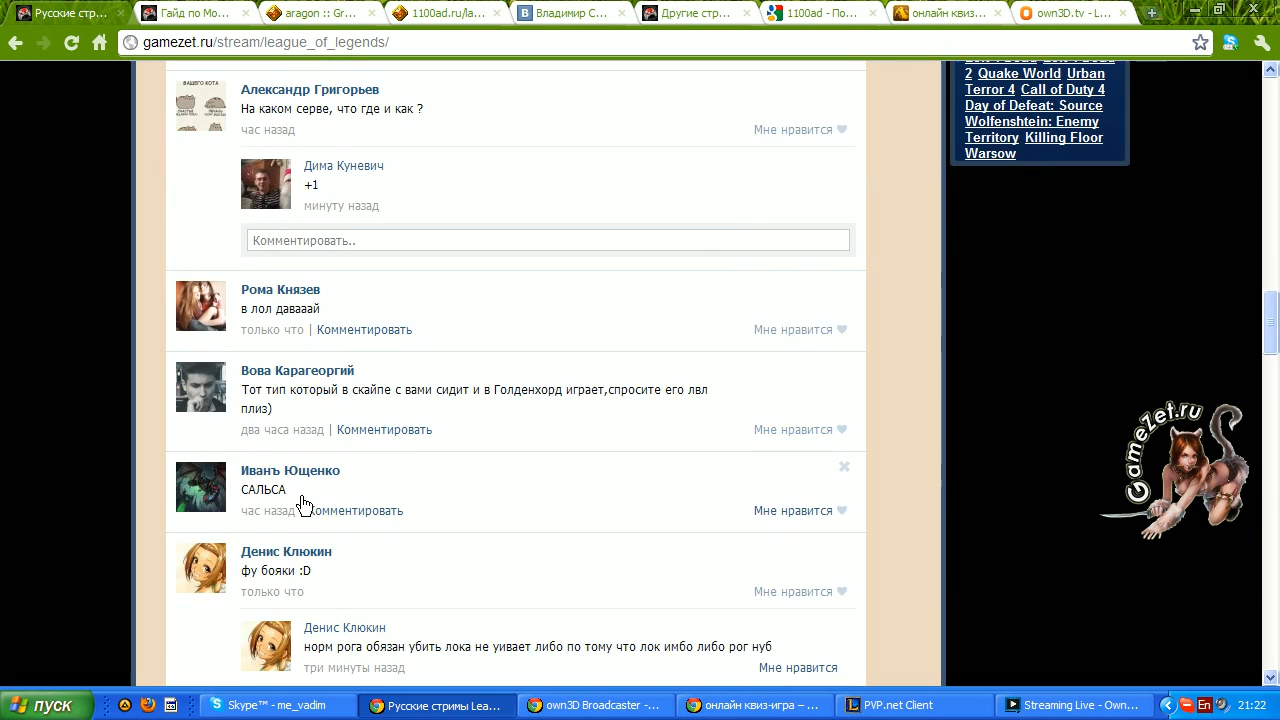 Русские стр
Гайд по Мо
aragon :: Gr
1100ad.ru/la
Владимир С
Другие стр
1100ad - По
онлайн квиз
own3D.tv - L
gamezet.ru/stream/league_of_legends/
2 Quake World Urban
Terror 4 Call of Duty 4
Day of Defeat: Source
Wolfenshtein: Enemy
Territory Killing Floor
Warsow
ВАШЕГО КОТА
Александр Григорьев
На каком серве, что где и как ?
час назад
Мне нравится
Дима Куневич
+1
минуту назад
Комментировать..
Рома Князев
в лол давааай
только что | Комментировать
Мне нравится
Вова Карагеоргий
Тот тип который в скайпе с вами сидит и в Голденхорд играет,спросите его лвл
плиз)
два часа назад | Комментировать
Мне нравится
Иванъ Ющенко
САЛЬСА
час назад Комментировать
Мне нравится
Денис Клюкин
фу бояки :D
только что
Мне нравится
Денис Клюкин
норм рога обязан убить лока не уивает либо по тому что лок имбо либо рог нуб
три минуты назад
Мне нравится
GameZet.ru
пуск
Skype™ - me_vadim
Русские стримы Lea...
own3D Broadcaster -...
онлайн квиз-игра – ...
PVP.net Client
Streaming Live - Own...
En
21:22